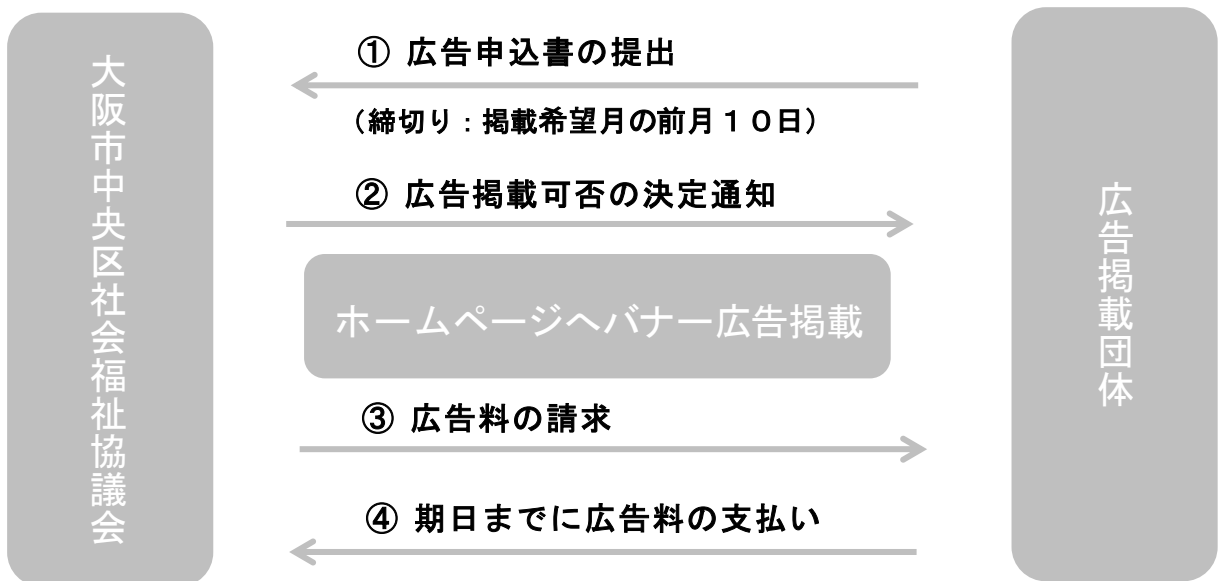 大阪市中央区社会福祉協議会
① 広告申込書の提出
（締切り：掲載希望月の前月１０日）
② 広告掲載可否の決定通知
ホームページへバナー広告掲載
③ 広告料の請求
④ 期日までに広告料の支払い
広告掲載団体